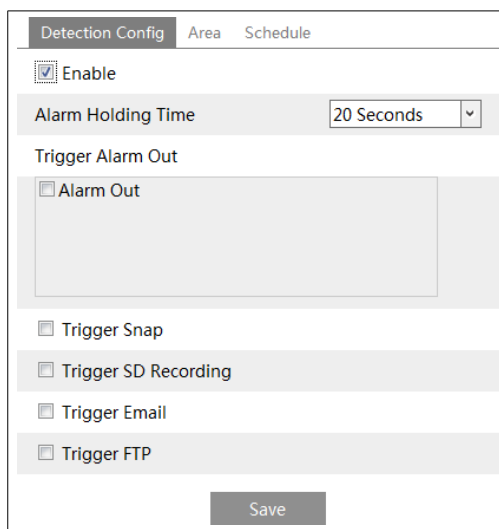 Detection Config Area Schedule
Enable
Alarm Holding Time 20 Seconds
Trigger Alarm Out
Alarm Out
Trigger Snap
Trigger SD Recording
Trigger Email
Trigger FTP
Save